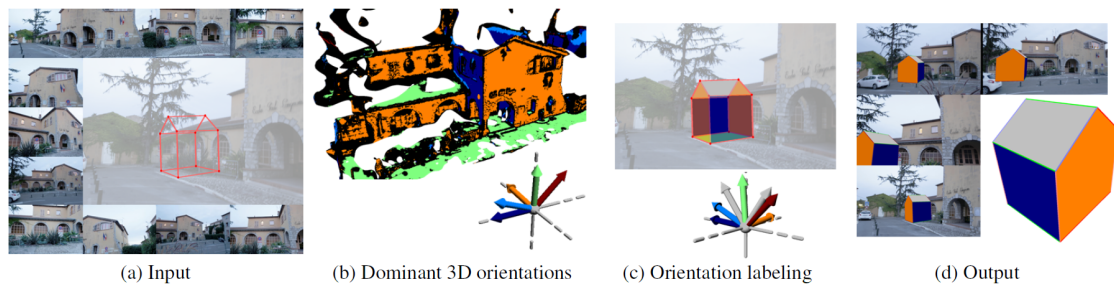 (a) Input
(b) Dominant 3D orientations
(c) Orientation labeling
(d) Output